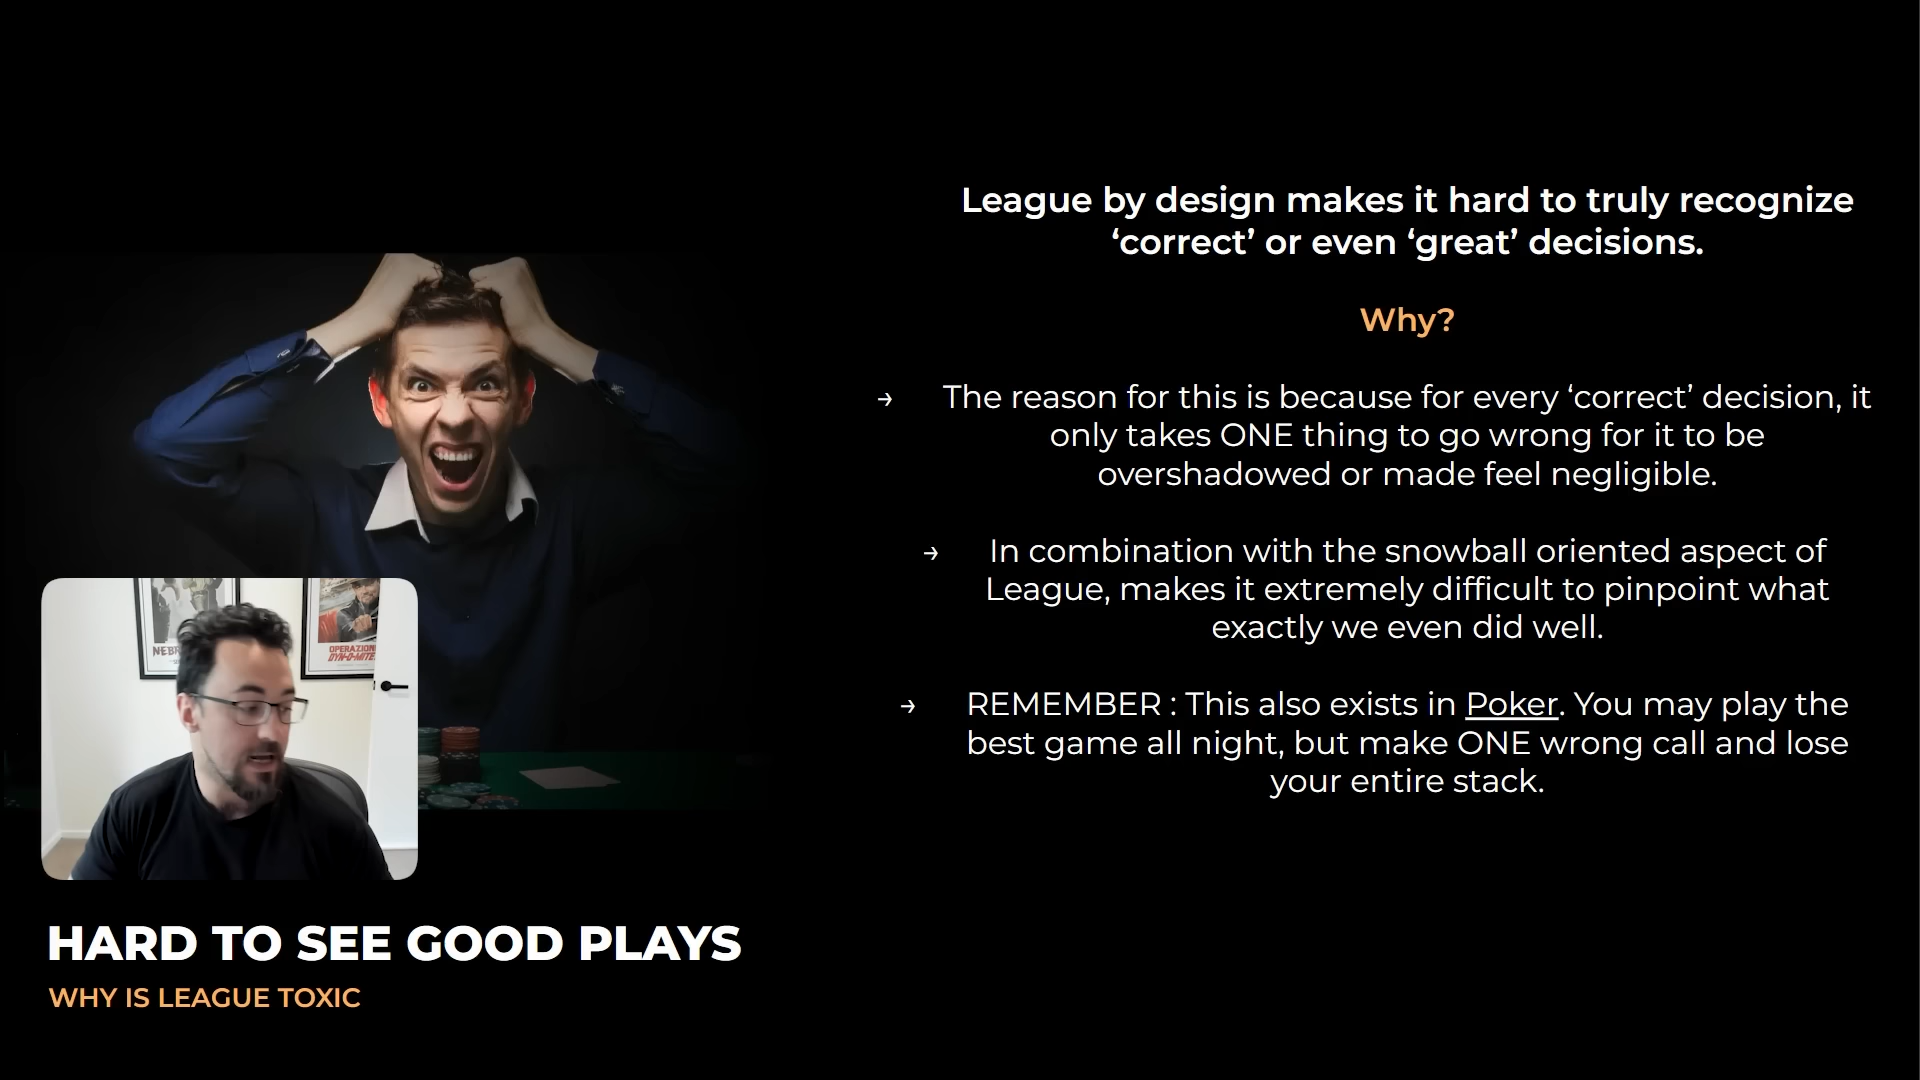 League by design makes it hard to truly recognize
‘correct’ or even ‘great’ decisions.
Why?
→ The reason for this is because for every ‘correct’ decision, it
only takes ONE thing to go wrong for it to be
overshadowed or made feel negligible.
→ In combination with the snowball oriented aspect of
League, makes it extremely difficult to pinpoint what
exactly we even did well.
→ REMEMBER : This also exists in Poker. You may play the
best game all night, but make ONE wrong call and lose
your entire stack.
OPERAZIONE
DYN-O-MITE!
HARD TO SEE GOOD PLAYS
WHY IS LEAGUE TOXIC